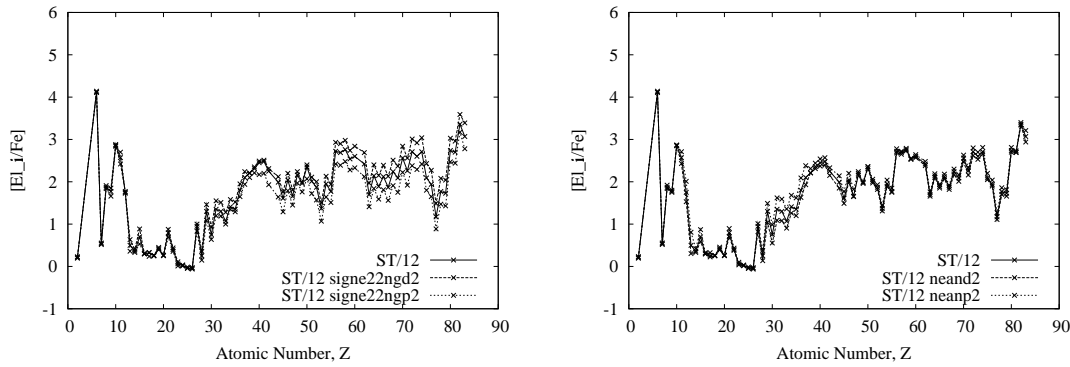 6
5
4
3
2
1
0
-1
[El_i/Fe]
ST/12
ST/12 signe22ngd2
ST/12 signe22ngp2
0 10 20 30 40 50 60 70 80 90
Atomic Number, Z
6
5
4
3
2
1
0
-1
[El_i/Fe]
ST/12
ST/12 neand2
ST/12 neanp2
0 10 20 30 40 50 60 70 80 90
Atomic Number, Z